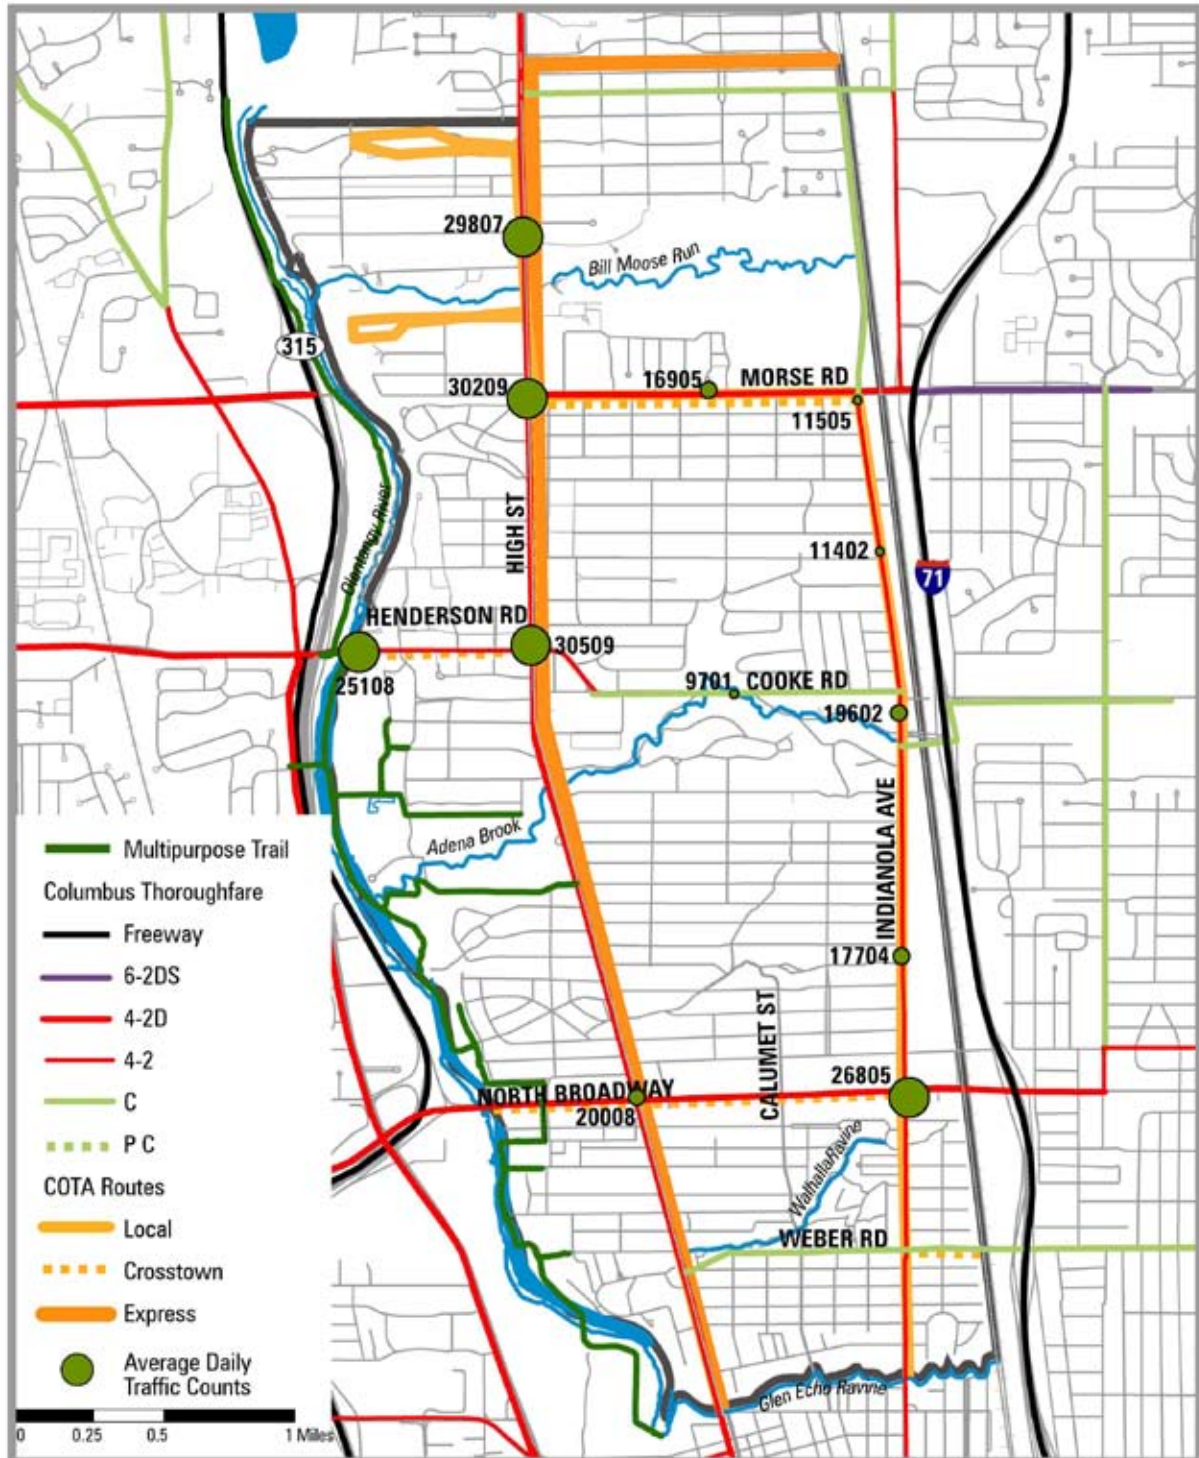 29807
Bill Moose Run
315
30209
16905
MORSE RD
11505
Olentangy River
HIGH ST
11402
71
HENDERSON RD
30509
25108
9701
COOKE RD
19602
Adena Brook
INDIANOLA AVE
17704
CALUMET ST
26805
NORTH BROADWAY
20008
Walhalla Ravine
WEBER RD
Glen Echo Ravine
Multipurpose Trail
Columbus Thoroughfare
Freeway
6-2DS
4-2D
4-2
C
P C
COTA Routes
Local
Crosstown
Express
Average Daily
Traffic Counts
0 0.25 0.5 1 Miles